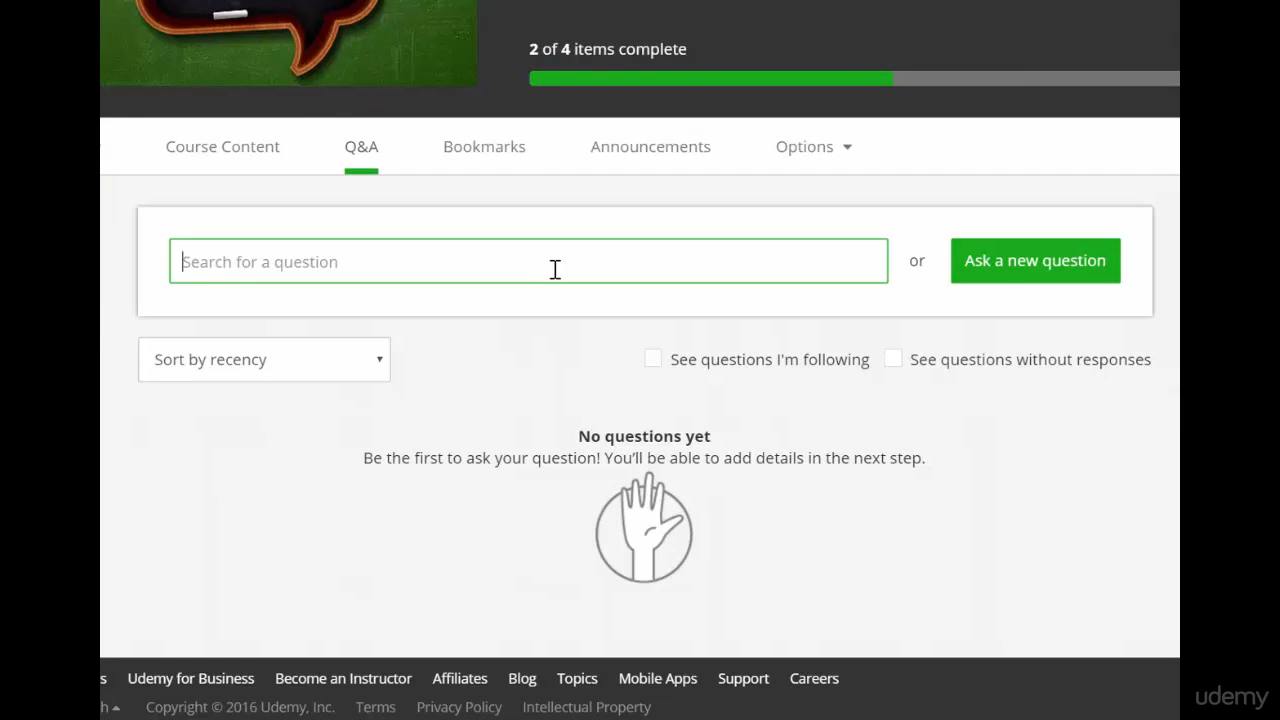 2 of 4 items complete
Course Content Q&A Bookmarks Announcements Options
Search for a question or Ask a new question
Sort by recency See questions I'm following See questions without responses
No questions yet
Be the first to ask your question! You'll be able to add details in the next step.
s Udemy for Business Become an Instructor Affiliates Blog Topics Mobile Apps Support Careers
h Copyright © 2016 Udemy, Inc. Terms Privacy Policy Intellectual Property
udemy